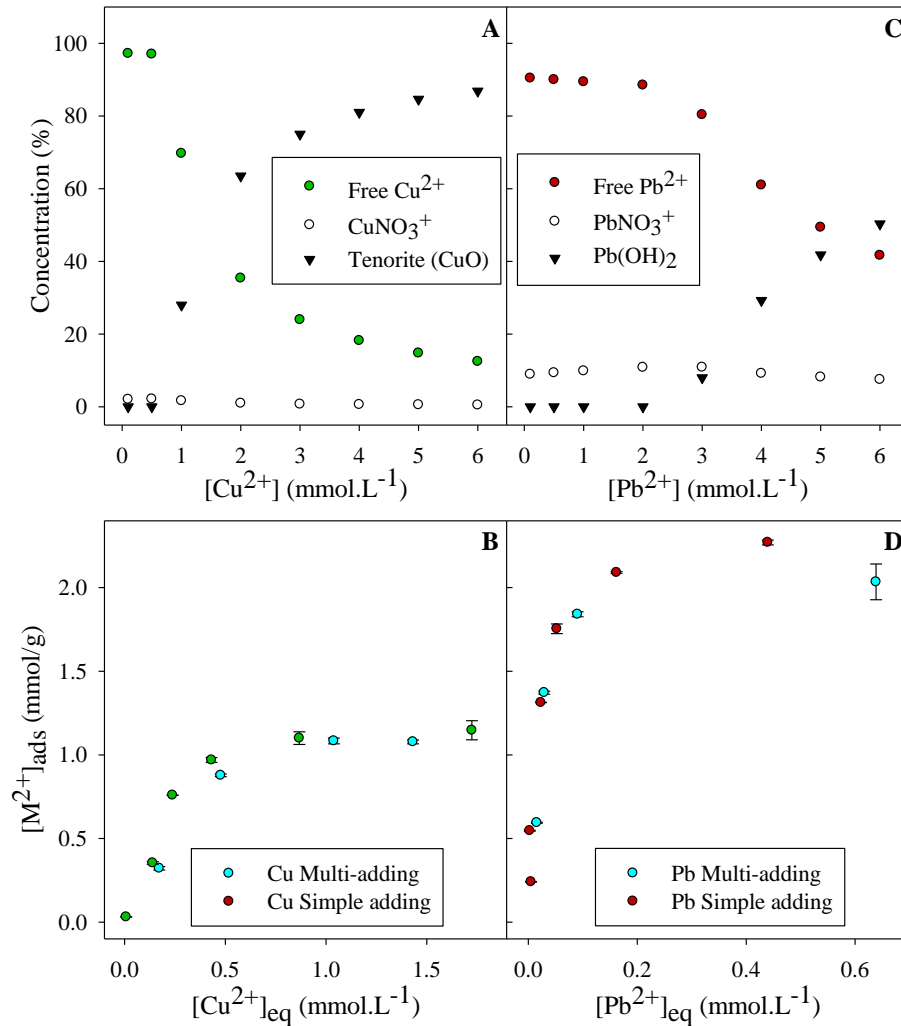 A
C
100
80
60
40
20
0
Concentration (%)
Free Cu²⁺
CuNO₃⁺
Tenorite (CuO)
Free Pb²⁺
PbNO₃⁺
Pb(OH)₂
0 1 2 3 4 5 6
0 1 2 3 4 5 6
[Cu²⁺] (mmol.L⁻¹)
[Pb²⁺] (mmol.L⁻¹)
B
D
2.0
1.5
1.0
0.5
0.0
[M²⁺]ads (mmol/g)
Cu Multi-adding
Cu Simple adding
Pb Multi-adding
Pb Simple adding
0.0 0.5 1.0 1.5
0.0 0.2 0.4 0.6
[Cu²⁺]eq (mmol.L⁻¹)
[Pb²⁺]eq (mmol.L⁻¹)